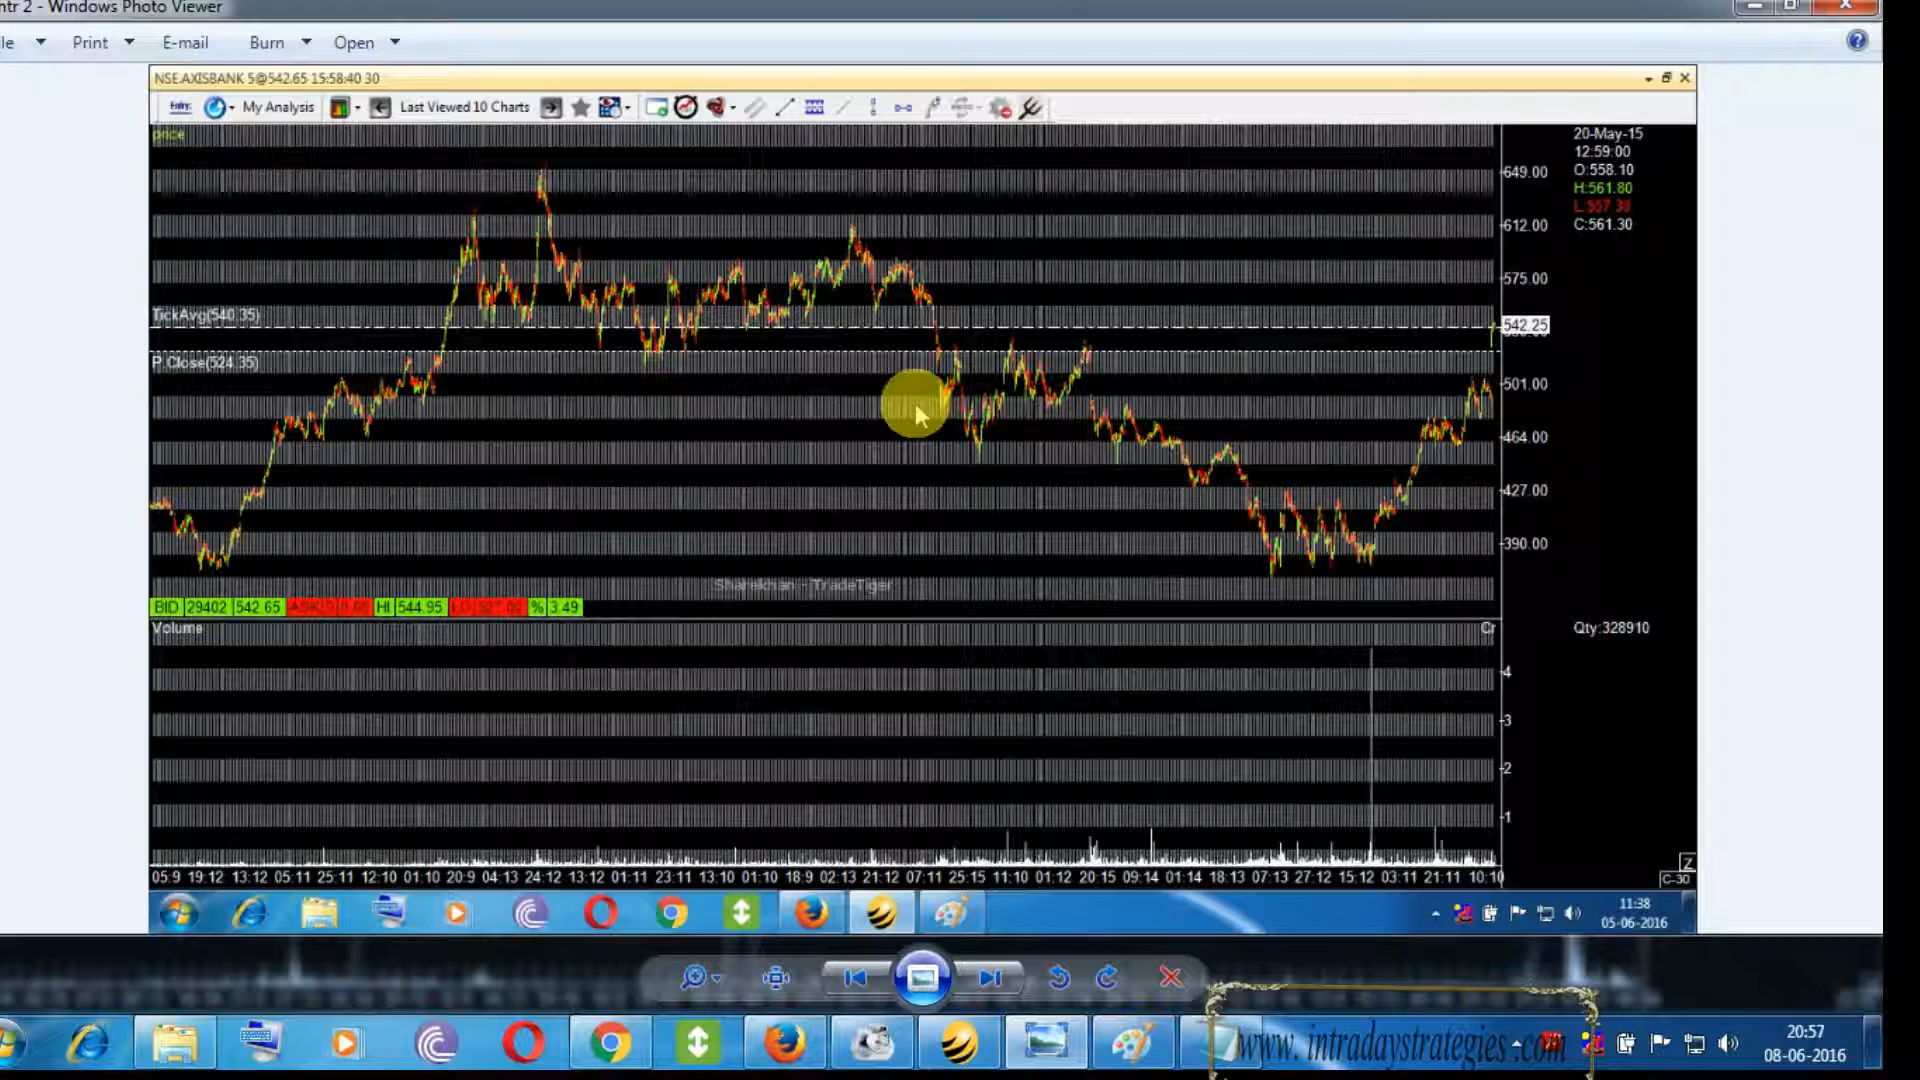 ntr 2 - Windows Photo Viewer
le Print E-mail Burn Open
NSE.AXISBANK 5@542.65 15:58:40 30
Entry: My Analysis Last Viewed 10 Charts
price
20-May-15
12:59:00
O:558.10
H:561.80
L:557.30
C:561.30
649.00
612.00
575.00
TickAvg(540.35)
542.25
P.Close(524.35)
501.00
464.00
427.00
390.00
Sharekhan - TradeTiger
BID 29402 542.65 HI 544.95 % 3.49
Volume
Cr
Qty:328910
4
3
2
1
Z
05:9 19:12 13:12 05:11 25:11 12:10 01:10 20:9 04:13 24:12 13:12 01:11 23:11 13:10 01:10 18:9 02:13 21:12 07:11 25:15 11:10 01:12 20:15 09:14 01:14 18:13 07:13 27:12 15:12 03:11 21:11 10:10
C-30
11:38
05-06-2016
www.intradaystrategies.com
20:57
08-06-2016